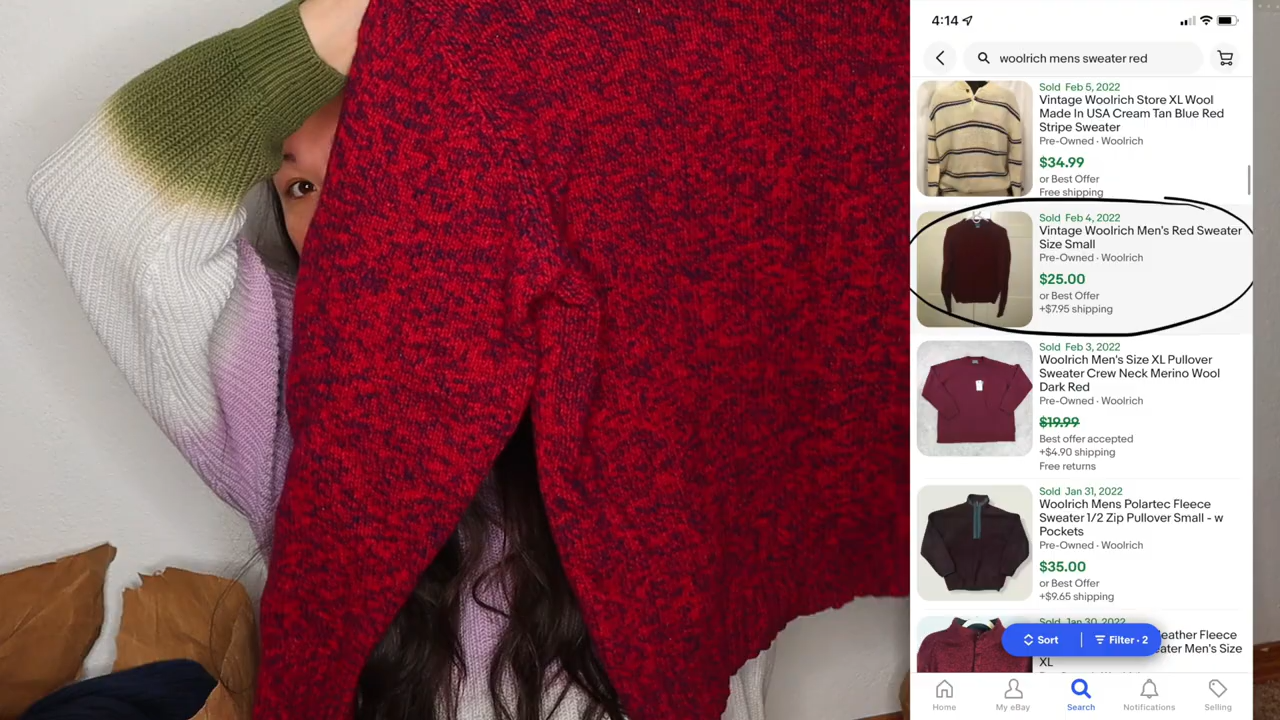 4:14
woolrich mens sweater red
Sold Feb 5, 2022
Vintage Woolrich Store XL Wool
Made In USA Cream Tan Blue Red
Stripe Sweater
Pre-Owned · Woolrich
$34.99
or Best Offer
Free shipping
Sold Feb 4, 2022
Vintage Woolrich Men's Red Sweater
Size Small
Pre-Owned · Woolrich
$25.00
or Best Offer
+$7.95 shipping
Sold Feb 3, 2022
Woolrich Men's Size XL Pullover
Sweater Crew Neck Merino Wool
Dark Red
Pre-Owned · Woolrich
$19.99
Best offer accepted
+$4.90 shipping
Free returns
Sold Jan 31, 2022
Woolrich Mens Polartec Fleece
Sweater 1/2 Zip Pullover Small - w
Pockets
Pre-Owned · Woolrich
$35.00
or Best Offer
+$9.65 shipping
Sold Jan 30, 2022
Sort
Filter · 2
eather Fleece
eater Men's Size
XL
Home
My eBay
Search
Notifications
Selling